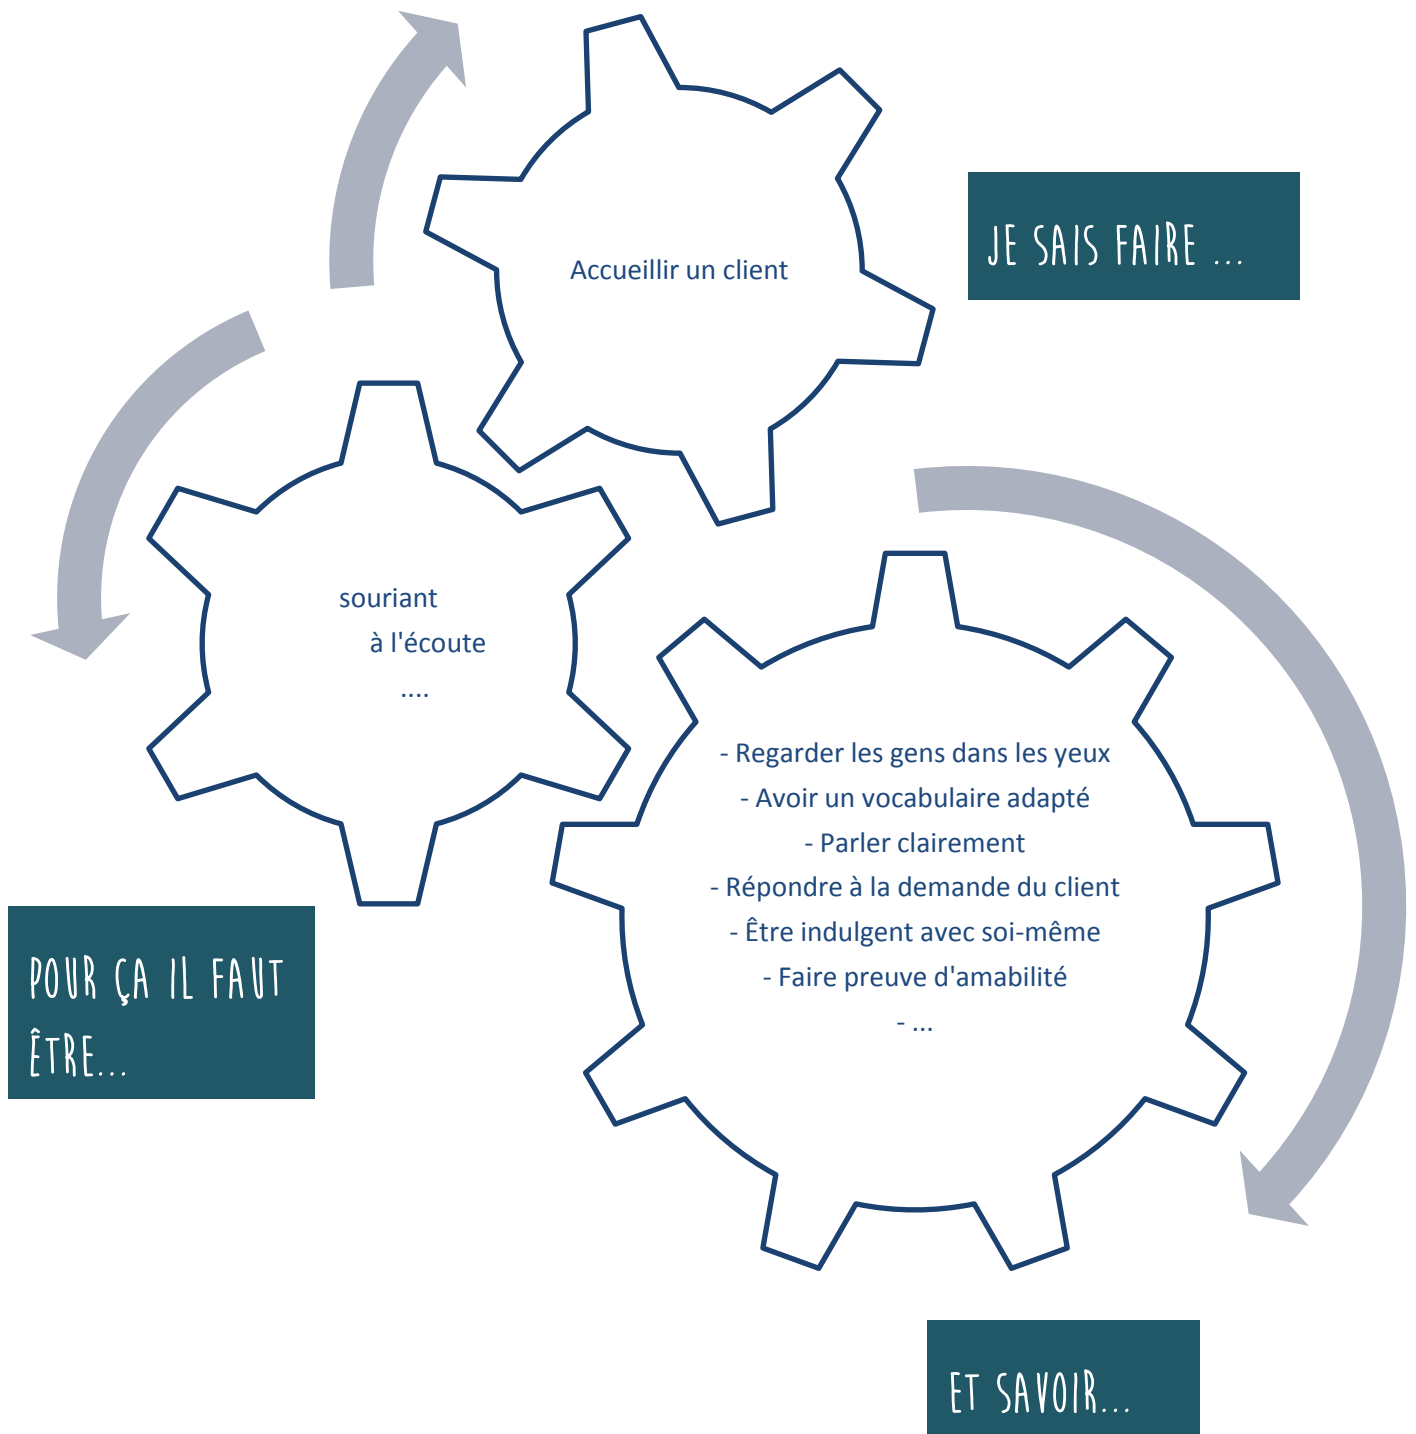 Accueillir un client
JE SAIS FAIRE ...
souriant
à l'écoute
....
POUR ÇA IL FAUT
ÊTRE...
- Regarder les gens dans les yeux
- Avoir un vocabulaire adapté
- Parler clairement
- Répondre à la demande du client
- Être indulgent avec soi-même
- Faire preuve d'amabilité
- ...
ET SAVOIR...